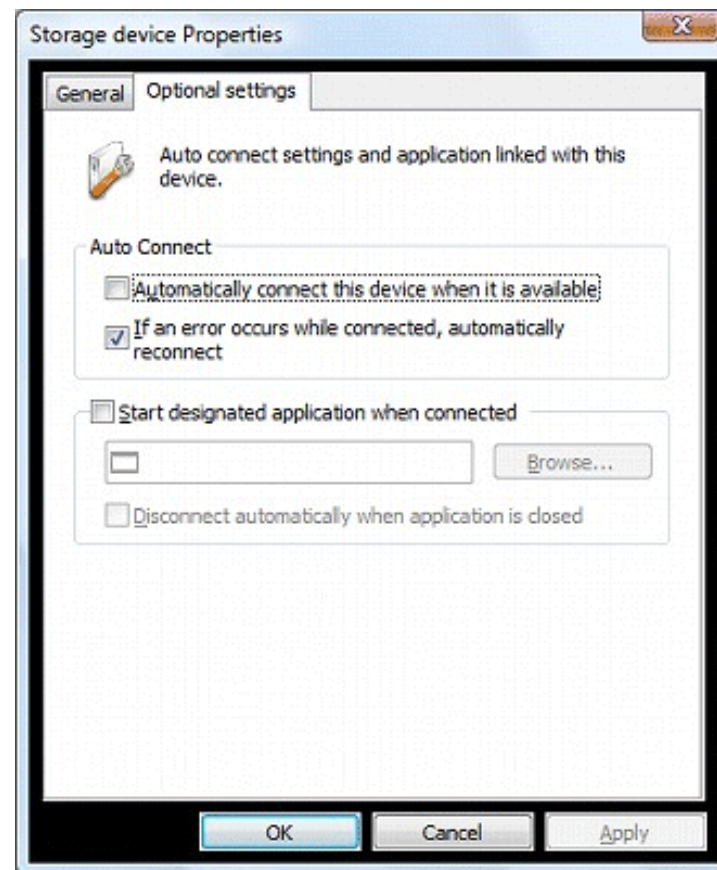 Storage device Properties
General
Optional settings
Auto connect settings and application linked with this
device.
Auto Connect
Automatically connect this device when it is available
If an error occurs while connected, automatically
reconnect
Start designated application when connected
Browse...
Disconnect automatically when application is closed
OK
Cancel
Apply